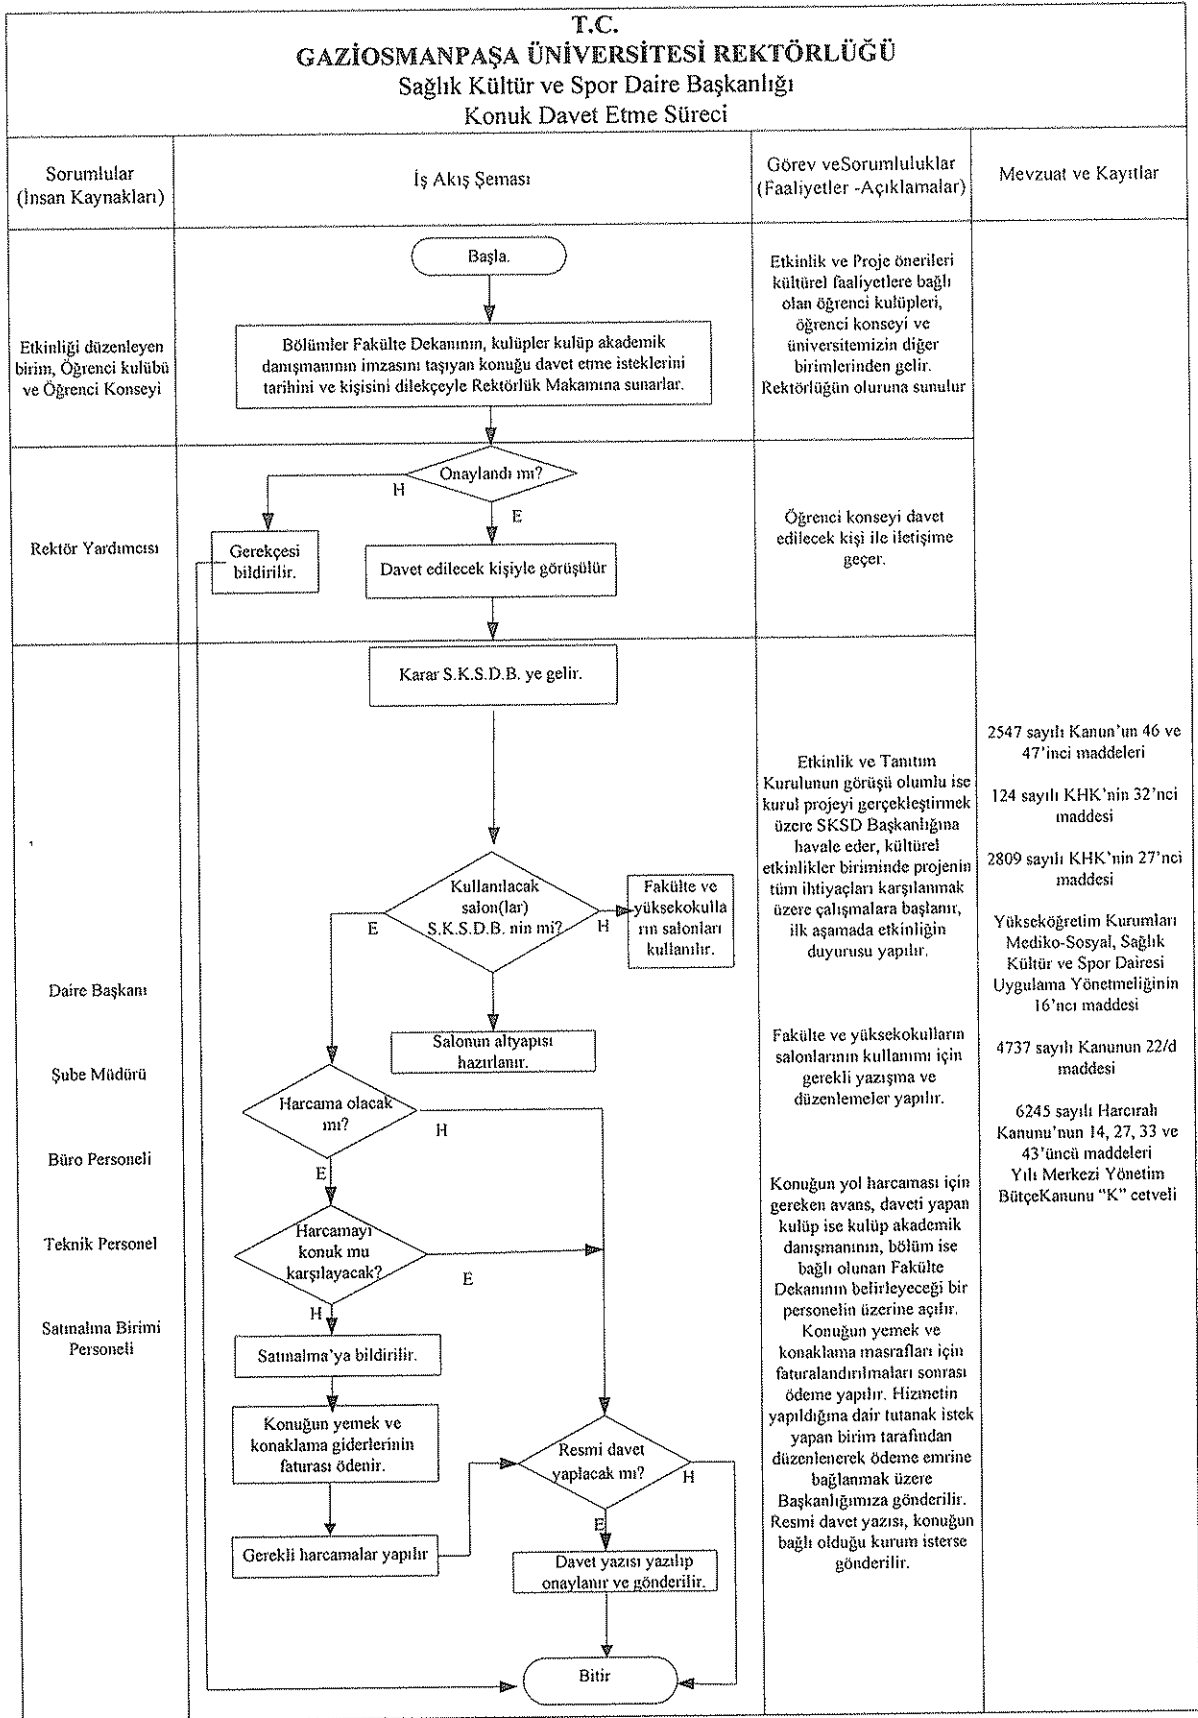 T.C.
GAZİOSMANPAŞA ÜNİVERSİTESİ REKTÖRLÜĞÜ
Sağlık Kültür ve Spor Daire Başkanlığı
Konuk Davet Etme Süreci
Sorumlular
(İnsan Kaynakları)
İş Akış Şeması
Görev veSorumluluklar
(Faaliyetler -Açıklamalar)
Mevzuat ve Kayıtlar
Etkinliği düzenleyen
birim, Öğrenci kulübü
ve Öğrenci Konseyi
Başla.
Bölümler Fakülte Dekanının, kulüpler kulüp akademik
danışmanının imzasını taşıyan konuğu davet etme isteklerini
tarihini ve kişisini dilekçeyle Rektörlük Makamına sunarlar.
Etkinlik ve Proje önerileri
kültürel faaliyetlere bağlı
olan öğrenci kulüpleri,
öğrenci konseyi ve
üniversitemizin diğer
birimlerinden gelir.
Rektörlüğün oluruna sunulur
Rektör Yardımcısı
Onaylandı mı?
H
E
Gerekçesi
bildirilir.
Davet edilecek kişiyle görüşülür
Öğrenci konseyi davet
edilecek kişi ile iletişime
geçer.
Daire Başkanı
Şube Müdürü
Büro Personeli
Teknik Personel
Satınalma Birimi
Personeli
Karar S.K.S.D.B. ye gelir.
Kullanılacak
salon(lar)
S.K.S.D.B. nin mi?
E
H
Fakülte ve
yüksekokulla
rın salonları
kullanılır.
Salonun altyapısı
hazırlanır.
Harcama olacak
mı?
H
E
Harcamayı
konuk mu
karşılayacak?
E
H
Satınalma'ya bildirilir.
Konuğun yemek ve
konaklama giderlerinin
faturası ödenir.
Gerekli harcamalar yapılır
Resmi davet
yaplacak mı?
H
E
Davet yazısı yazılıp
onaylanır ve gönderilir.
Bitir
Etkinlik ve Tanıtım
Kurulunun görüşü olumlu ise
kurul projeyi gerçekleştirmek
üzere SKSD Başkanlığına
havale eder, kültürel
etkinlikler biriminde projenin
tüm ihtiyaçları karşılanmak
üzere çalışmalara başlanır,
ilk aşamada etkinliğin
duyurusu yapılır.
Fakülte ve yüksekokulların
salonlarının kullanımı için
gerekli yazışma ve
düzenlemeler yapılır.
Konuğun yol harcaması için
gereken avans, daveti yapan
kulüp ise kulüp akademik
danışmanının, bölüm ise
bağlı olunan Fakülte
Dekanının belirleyeceği bir
personelin üzerine açılır.
Konuğun yemek ve
konaklama masrafları için
faturalandırılmaları sonrası
ödeme yapılır. Hizmetin
yapıldığına dair tutanak istek
yapan birim tarafından
düzenlenerek ödeme emrine
bağlanmak üzere
Başkanlığımıza gönderilir.
Resmi davet yazısı, konuğun
bağlı olduğu kurum isterse
gönderilir.
2547 sayılı Kanun'un 46 ve
47'inci maddeleri
124 sayılı KHK'nin 32'nci
maddesi
2809 sayılı KHK'nin 27'nci
maddesi
Yükseköğretim Kurumları
Mediko-Sosyal, Sağlık
Kültür ve Spor Dairesi
Uygulama Yönetmeliğinin
16'ncı maddesi
4737 sayılı Kanunun 22/d
maddesi
6245 sayılı Harcırah
Kanunu'nun 14, 27, 33 ve
43'üncü maddeleri
Yılı Merkezi Yönetim
BütçeKanunu "K" cetveli